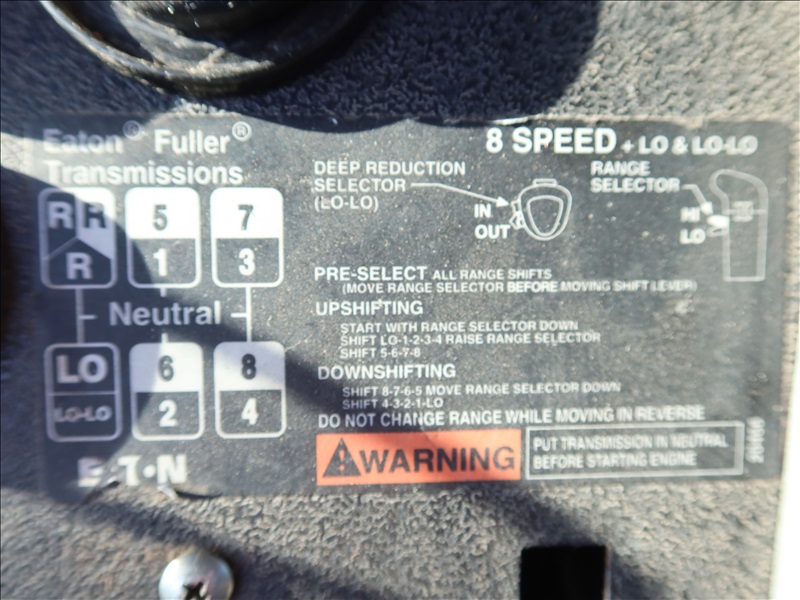 Eaton® Fuller®
Transmissions
8 SPEED + LO & LO-LO
R R 5 7
R 1 3
Neutral
LO 6 8
LO-LO 2 4
EAT•N
DEEP REDUCTION
SELECTOR
(LO-LO)
IN
OUT
RANGE
SELECTOR
HI
LO
PRE-SELECT ALL RANGE SHIFTS
(MOVE RANGE SELECTOR BEFORE MOVING SHIFT LEVER)
UPSHIFTING
START WITH RANGE SELECTOR DOWN
SHIFT LO-1-2-3-4 RAISE RANGE SELECTOR
SHIFT 5-6-7-8
DOWNSHIFTING
SHIFT 8-7-6-5 MOVE RANGE SELECTOR DOWN
SHIFT 4-3-2-1-LO
DO NOT CHANGE RANGE WHILE MOVING IN REVERSE
WARNING
PUT TRANSMISSION IN NEUTRAL
BEFORE STARTING ENGINE